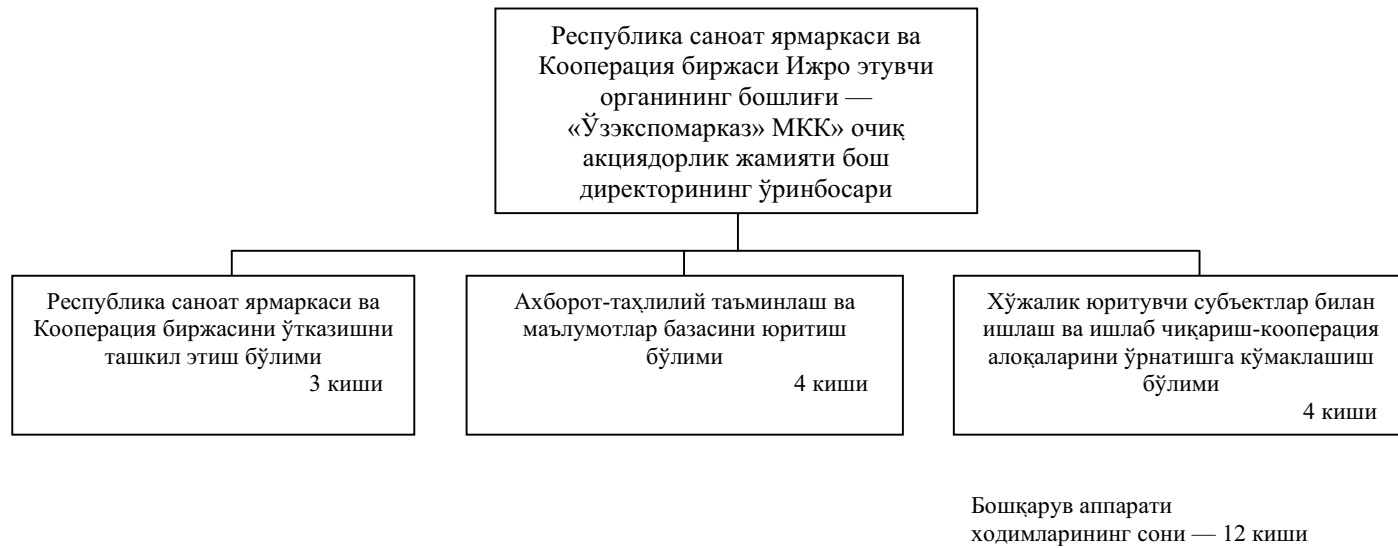 Республика саноат ярмаркаси ва
Кооперация биржаси Ижро этувчи
органининг бошлиғи —
«Ўзэкспомарказ» МКК» очиқ
акциядорлик жамияти бош
директорининг ўринбосари
Республика саноат ярмаркаси ва
Кооперация биржасини ўтказишни
ташкил этиш бўлими
3 киши
Ахборот-таҳлилий таъминлаш ва
маълумотлар базасини юритиш
бўлими
4 киши
Хўжалик юритувчи субъектлар билан
ишлаш ва ишлаб чиқариш-кооперация
алоқаларини ўрнатишга кўмаклашиш
бўлими
4 киши
Бошқарув аппарати
ходимларининг сони — 12 киши